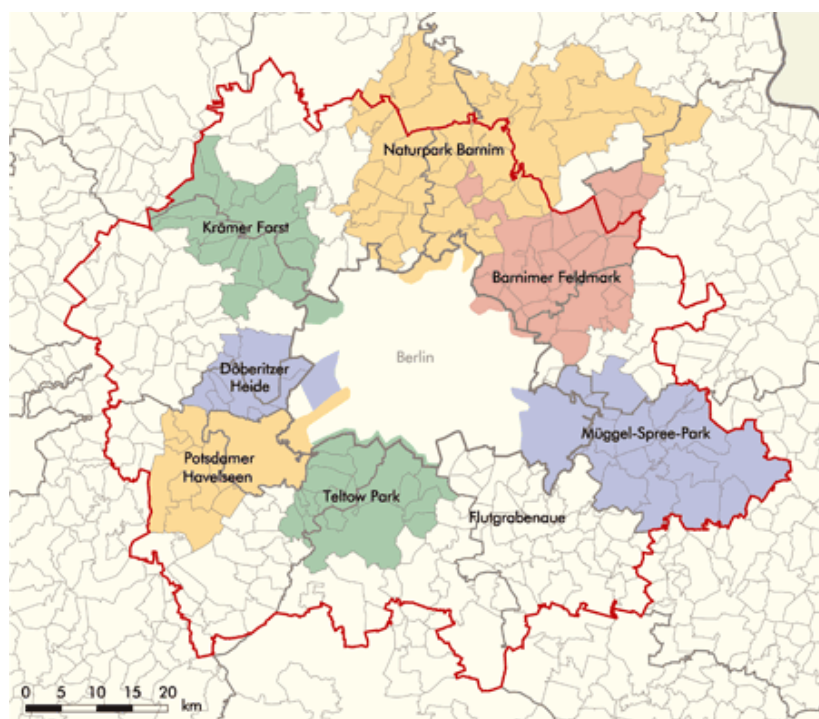 Naturpark Barnim
Krämer Forst
Barnimer Feldmark
Berlin
Döberitzer
Heide
Müggel-Spree-Park
Potsdamer
Havelseen
Teltow Park
Flutgrabenaue
0 5 10 15 20
km